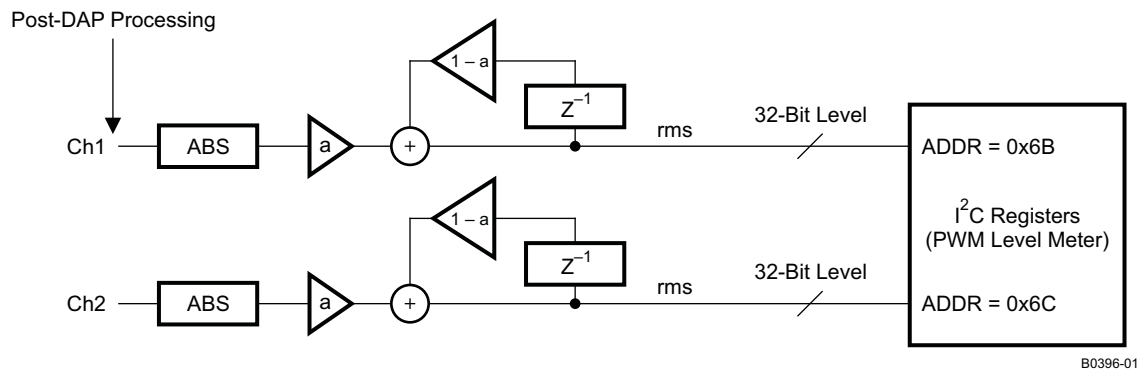 Post-DAP Processing
1 – a
Z⁻¹
Ch1
ABS
a
+
rms
32-Bit Level
ADDR = 0x6B
I²C Registers
(PWM Level Meter)
1 – a
Z⁻¹
Ch2
ABS
a
+
rms
32-Bit Level
ADDR = 0x6C
B0396-01